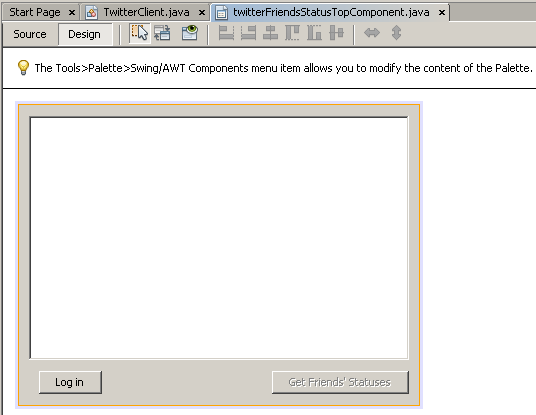 Start Page x TwitterClient.java x twitterFriendsStatusTopComponent.java x
Source Design
The Tools>Palette>Swing/AWT Components menu item allows you to modify the content of the Palette.
Log in Get Friends' Statuses